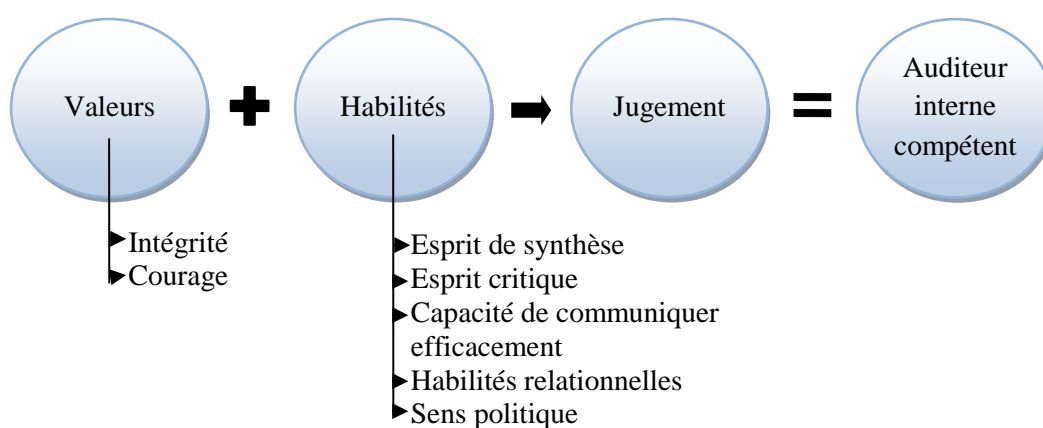 Valeurs
Habilités
Jugement
Auditeur
interne
compétent
Intégrité
Courage
Esprit de synthèse
Esprit critique
Capacité de communiquer
efficacement
Habilités relationnelles
Sens politique